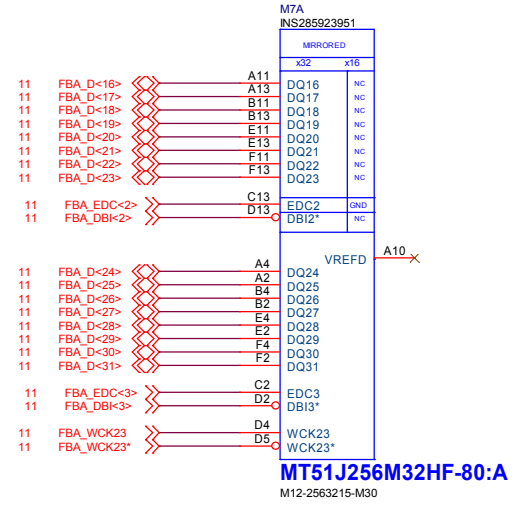 M7A
INS285923951
MIRRORED
x32 x16
11 FBA_D<16> A11 DQ16 NC
11 FBA_D<17> A13 DQ17 NC
11 FBA_D<18> B11 DQ18 NC
11 FBA_D<19> B13 DQ19 NC
11 FBA_D<20> E11 DQ20 NC
11 FBA_D<21> E13 DQ21 NC
11 FBA_D<22> F11 DQ22 NC
11 FBA_D<23> F13 DQ23 NC
11 FBA_EDC<2> C13 EDC2 GND
11 FBA_DBI<2> D13 DBI2* NC
VREFD A10
11 FBA_D<24> A4 DQ24
11 FBA_D<25> A2 DQ25
11 FBA_D<26> B4 DQ26
11 FBA_D<27> B2 DQ27
11 FBA_D<28> E4 DQ28
11 FBA_D<29> E2 DQ29
11 FBA_D<30> F4 DQ30
11 FBA_D<31> F2 DQ31
11 FBA_EDC<3> C2 EDC3
11 FBA_DBI<3> D2 DBI3*
11 FBA_WCK23 D4 WCK23
11 FBA_WCK23* D5 WCK23*
MT51J256M32HF-80:A
M12-2563215-M30